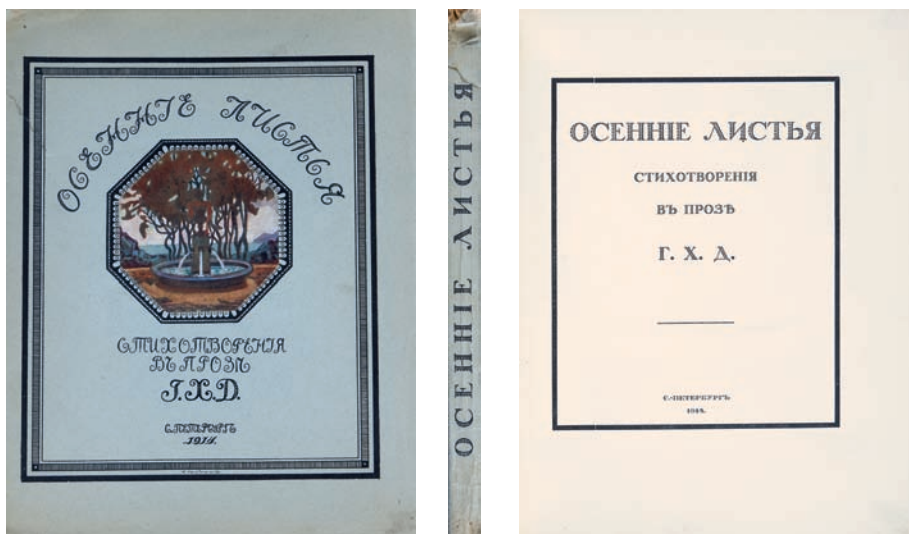 ОСЕННІЕ ЛИСТЬЯ
СТИХОТВОРЕНІЯ
ВЪ ПРОЗѢ
Г.Х.Д.
С.ПЕТЕРБУРГЪ
1914.
ОСЕННІЕ ЛИСТЬЯ
ОСЕННІЕ ЛИСТЬЯ
СТИХОТВОРЕНІЯ
ВЪ ПРОЗѢ
Г. Х. Д.
С.-ПЕТЕРБУРГЪ